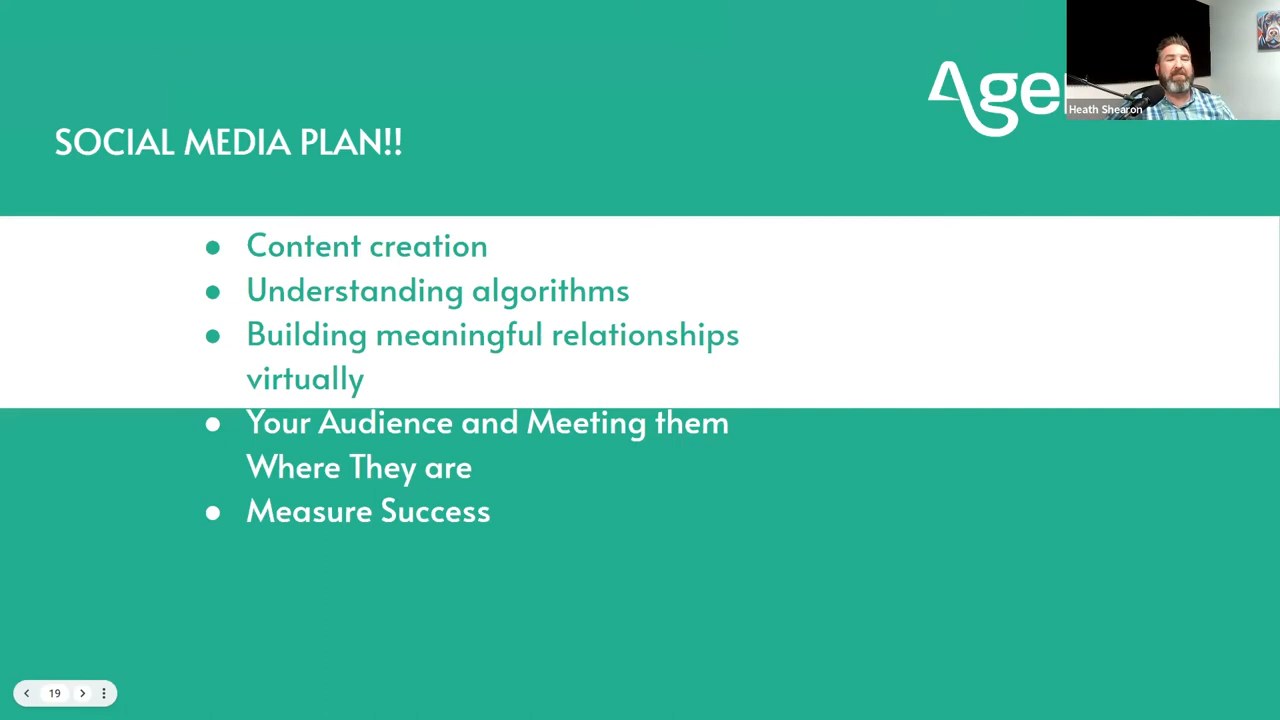 SOCIAL MEDIA PLAN!!
Heath Shearon
● Content creation
● Understanding algorithms
● Building meaningful relationships
virtually
● Your Audience and Meeting them
Where They are
● Measure Success
19